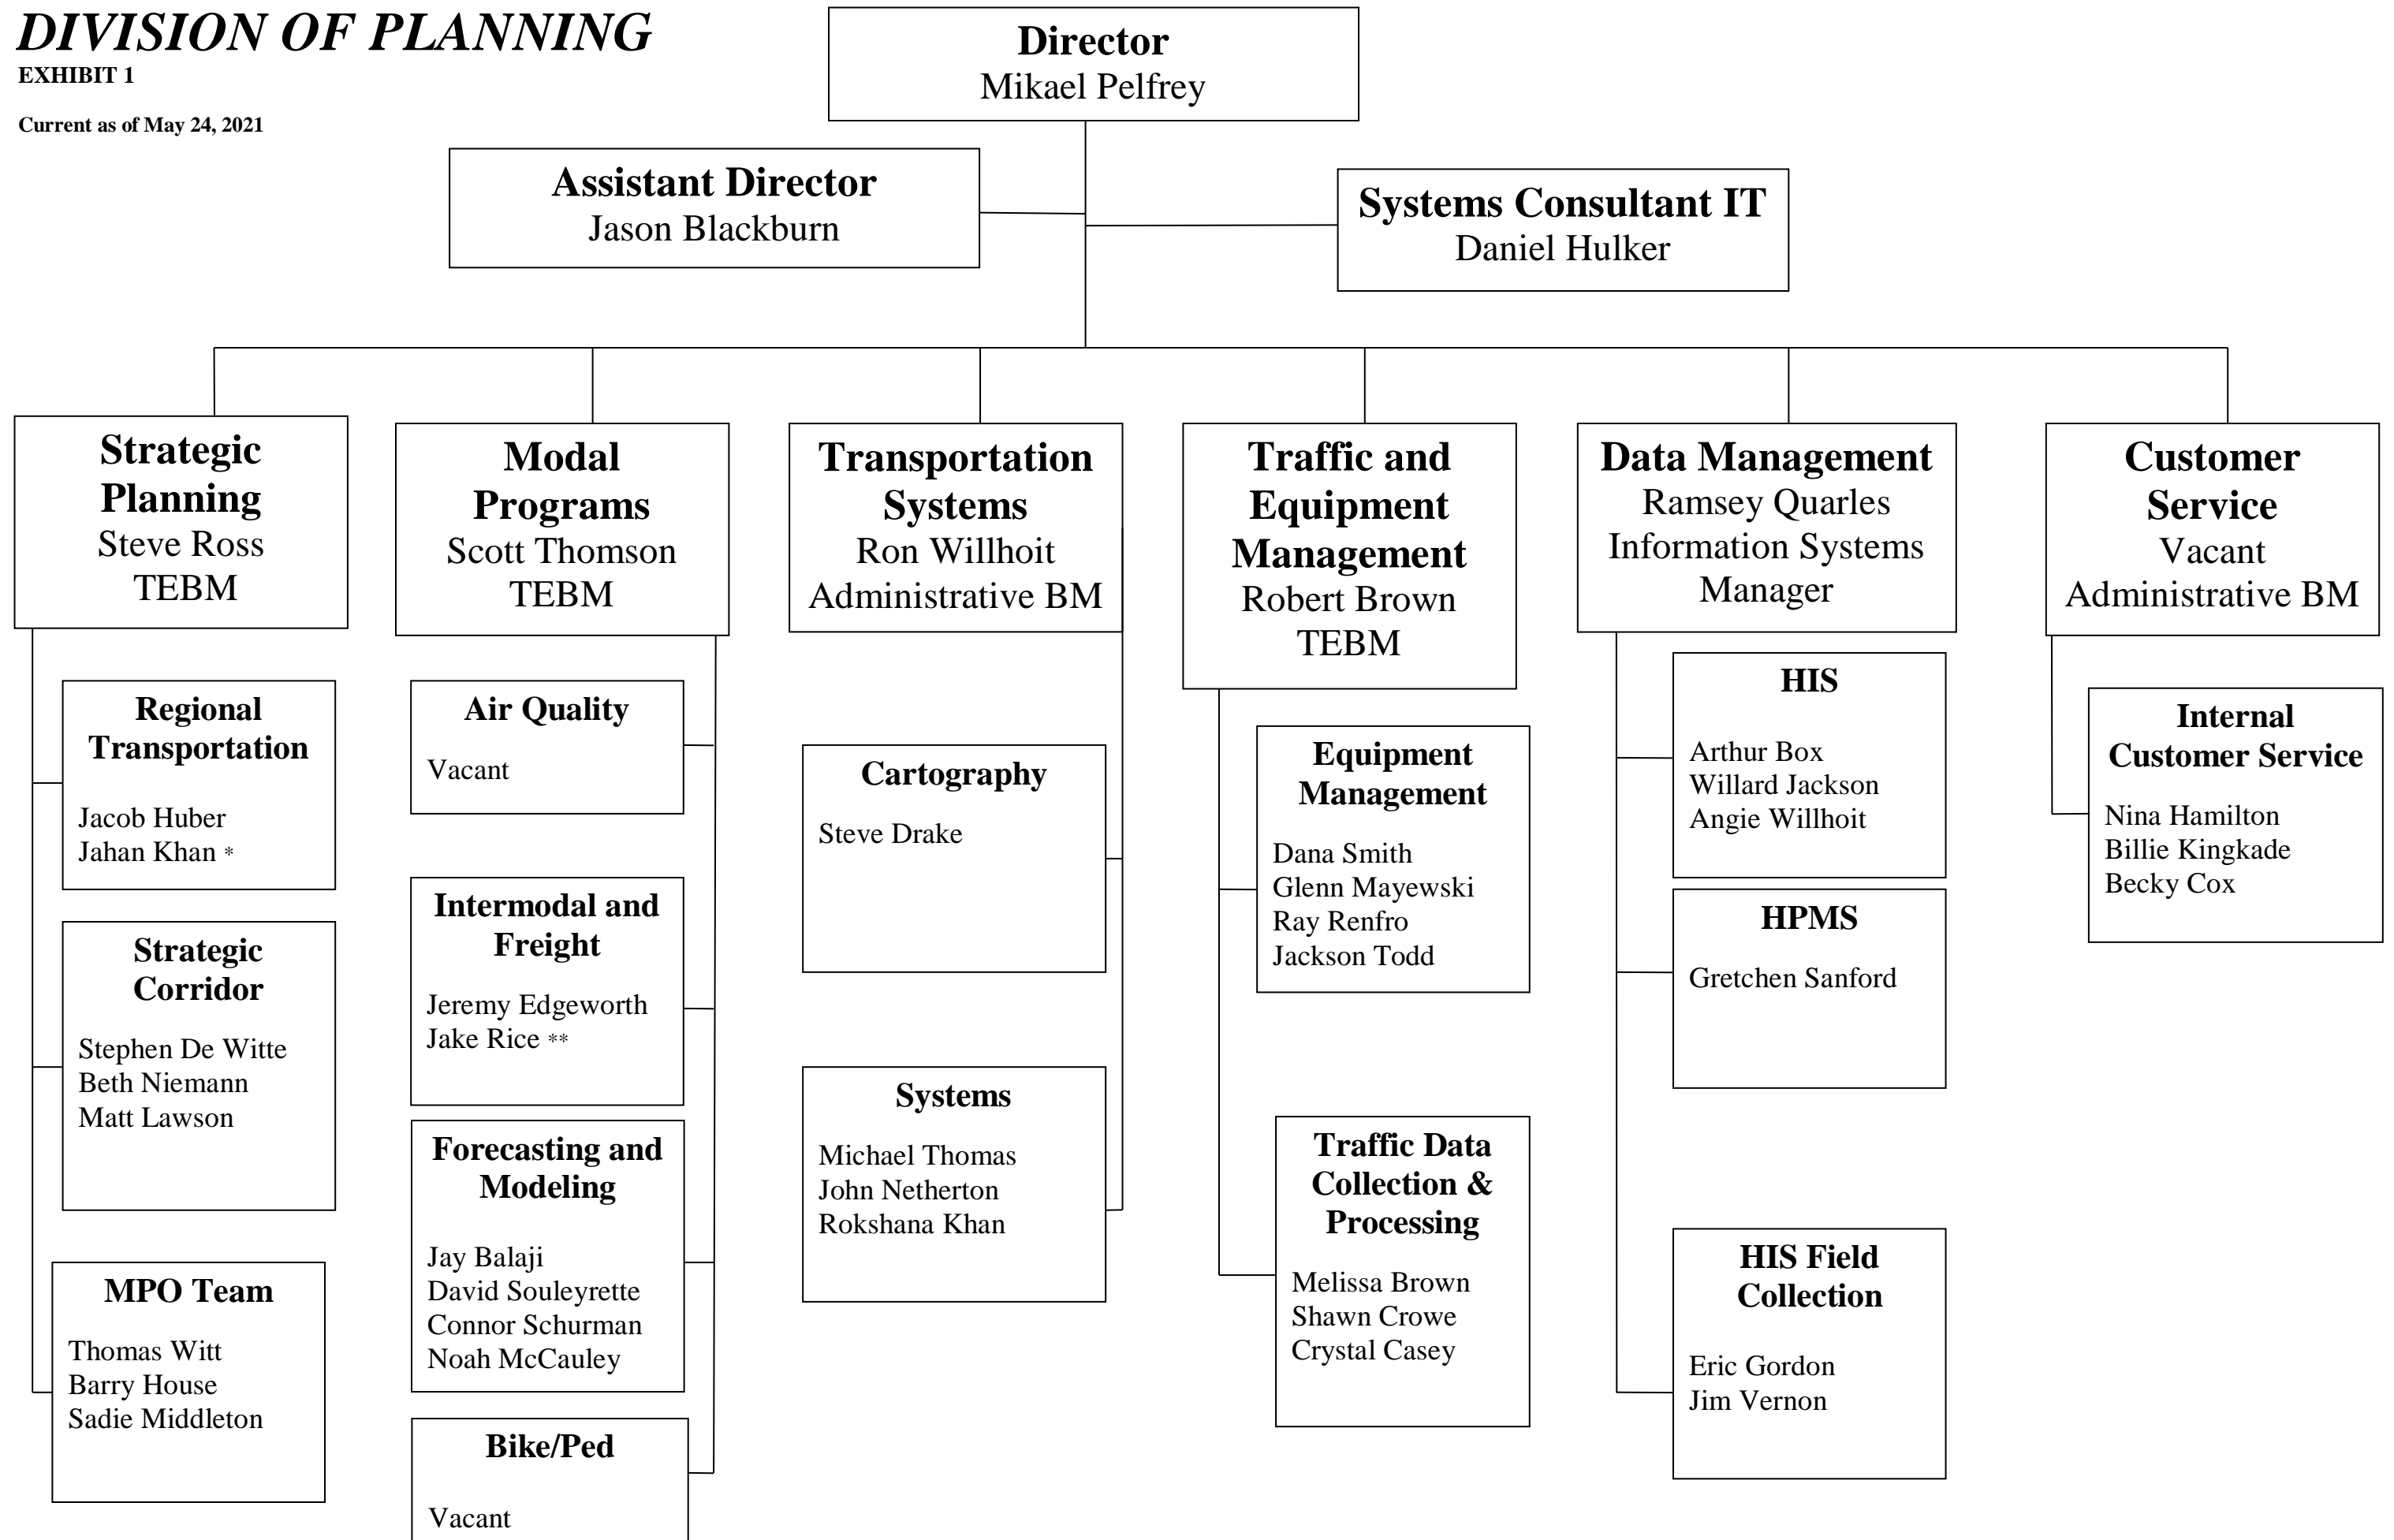 DIVISION OF PLANNING
EXHIBIT 1
Current as of May 24, 2021
Director
Mikael Pelfrey
Assistant Director
Jason Blackburn
Systems Consultant IT
Daniel Hulker
Strategic
Planning
Steve Ross
TEBM
Regional
Transportation
Jacob Huber
Jahan Khan *
Strategic
Corridor
Stephen De Witte
Beth Niemann
Matt Lawson
MPO Team
Thomas Witt
Barry House
Sadie Middleton
Modal
Programs
Scott Thomson
TEBM
Air Quality
Vacant
Intermodal and
Freight
Jeremy Edgeworth
Jake Rice **
Forecasting and
Modeling
Jay Balaji
David Souleyrette
Connor Schurman
Noah McCauley
Bike/Ped
Vacant
Transportation
Systems
Ron Willhoit
Administrative BM
Cartography
Steve Drake
Systems
Michael Thomas
John Netherton
Rokshana Khan
Traffic and
Equipment
Management
Robert Brown
TEBM
Equipment
Management
Dana Smith
Glenn Mayewski
Ray Renfro
Jackson Todd
Traffic Data
Collection &
Processing
Melissa Brown
Shawn Crowe
Crystal Casey
Data Management
Ramsey Quarles
Information Systems
Manager
HIS
Arthur Box
Willard Jackson
Angie Willhoit
HPMS
Gretchen Sanford
HIS Field
Collection
Eric Gordon
Jim Vernon
Customer
Service
Vacant
Administrative BM
Internal
Customer Service
Nina Hamilton
Billie Kingkade
Becky Cox